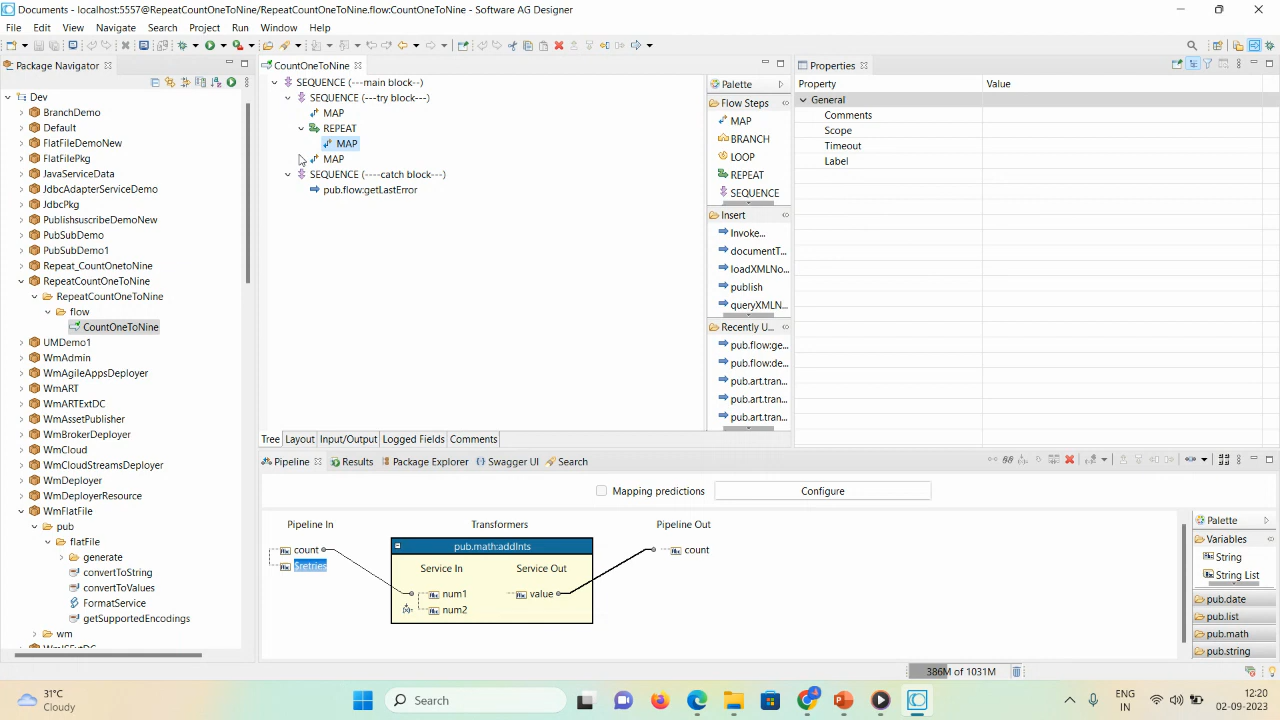 Documents - localhost:5557@RepeatCountOneToNine/RepeatCountOneToNine.flow:CountOneToNine - Software AG Designer
File Edit View Navigate Search Project Run Window Help
Package Navigator
Dev
BranchDemo
Default
FlatFileDemoNew
FlatFilePkg
JavaServiceData
JdbcAdapterServiceDemo
JdbcPkg
PublishsuscribeDemoNew
PubSubDemo
PubSubDemo1
Repeat_CountOnetoNine
RepeatCountOneToNine
RepeatCountOneToNine
flow
CountOneToNine
UMDemo1
WmAdmin
WmAgileAppsDeployer
WmART
WmARTExtDC
WmAssetPublisher
WmBrokerDeployer
WmCloud
WmCloudStreamsDeployer
WmDeployer
WmDeployerResource
WmFlatFile
pub
flatFile
generate
convertToString
convertToValues
FormatService
getSupportedEncodings
wm
CountOneToNine
SEQUENCE (---main block--)
SEQUENCE (---try block---)
MAP
REPEAT
MAP
MAP
SEQUENCE (----catch block---)
pub.flow:getLastError
Palette
Flow Steps
MAP
BRANCH
LOOP
REPEAT
SEQUENCE
Insert
Invoke...
documentT...
loadXMLNo...
publish
queryXMLN...
Recently U...
pub.flow:ge...
pub.flow:de...
pub.art.tran...
pub.art.tran...
pub.art.tran...
Tree Layout Input/Output Logged Fields Comments
Properties
Property Value
General
Comments
Scope
Timeout
Label
Pipeline Results Package Explorer Swagger UI Search
Mapping predictions Configure
Pipeline In Transformers Pipeline Out
count pub.math:addInts count
$retries
Service In Service Out
num1 value
num2
Palette
Variables
String
String List
pub.date
pub.list
pub.math
pub.string
386M of 1031M
31°C
Cloudy
Search
ENG
IN
12:20
02-09-2023